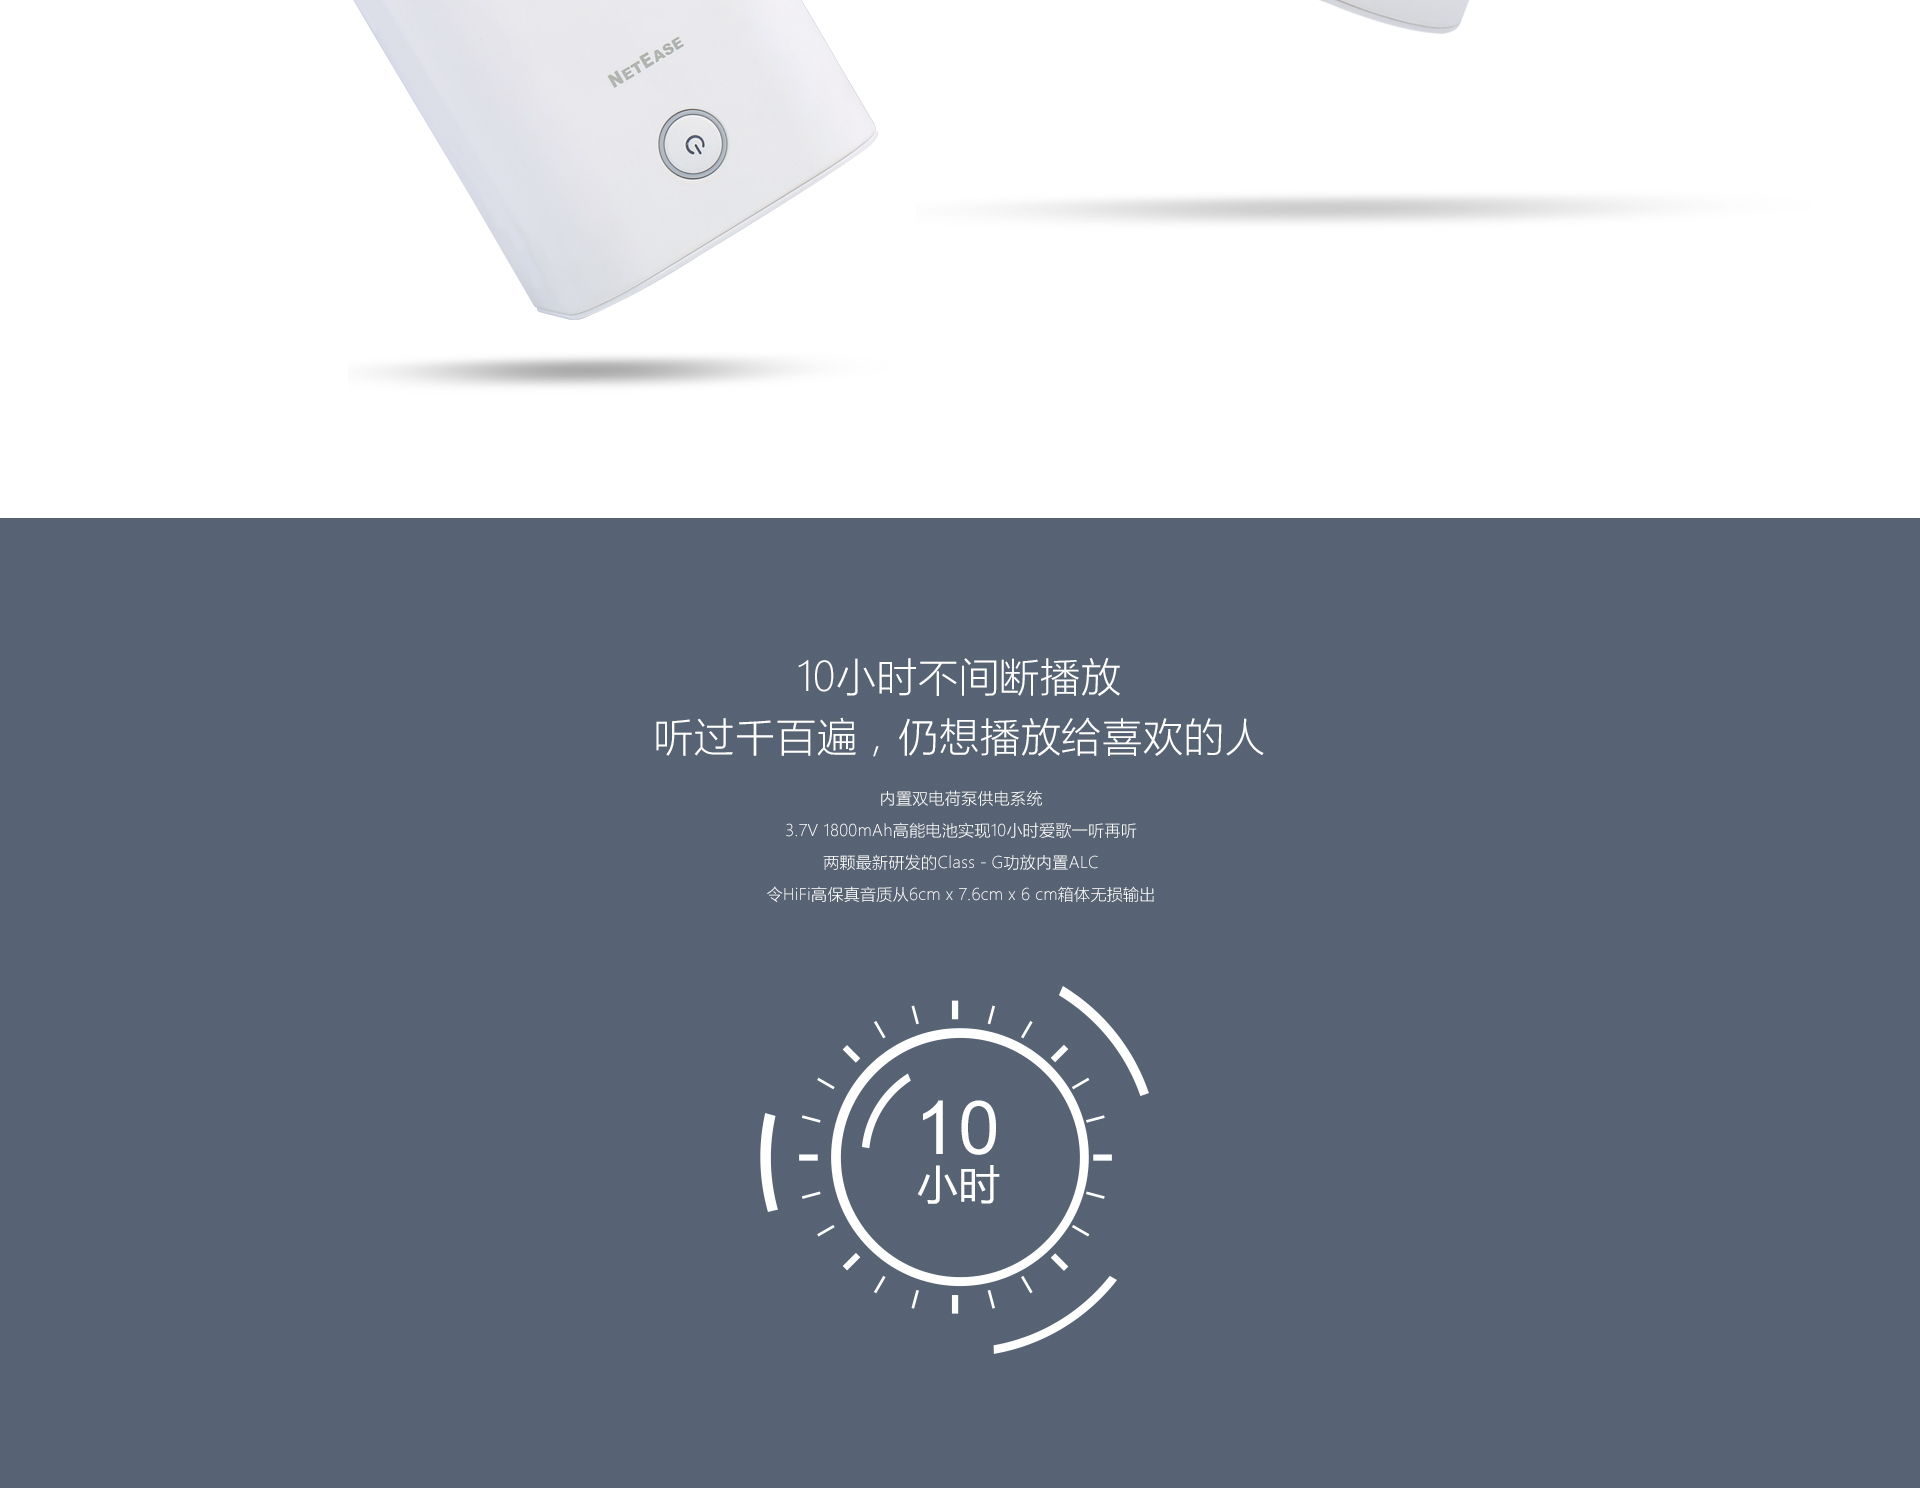 NETEASE
10小时不间断播放
听过千百遍，仍想播放给喜欢的人
内置双电荷泵供电系统
3.7V 1800mAh高能电池实现10小时爱歌一听再听
两颗最新研发的Class - G功放内置ALC
令HiFi高保真音质从6cm x 7.6cm x 6 cm箱体无损输出
10
小时